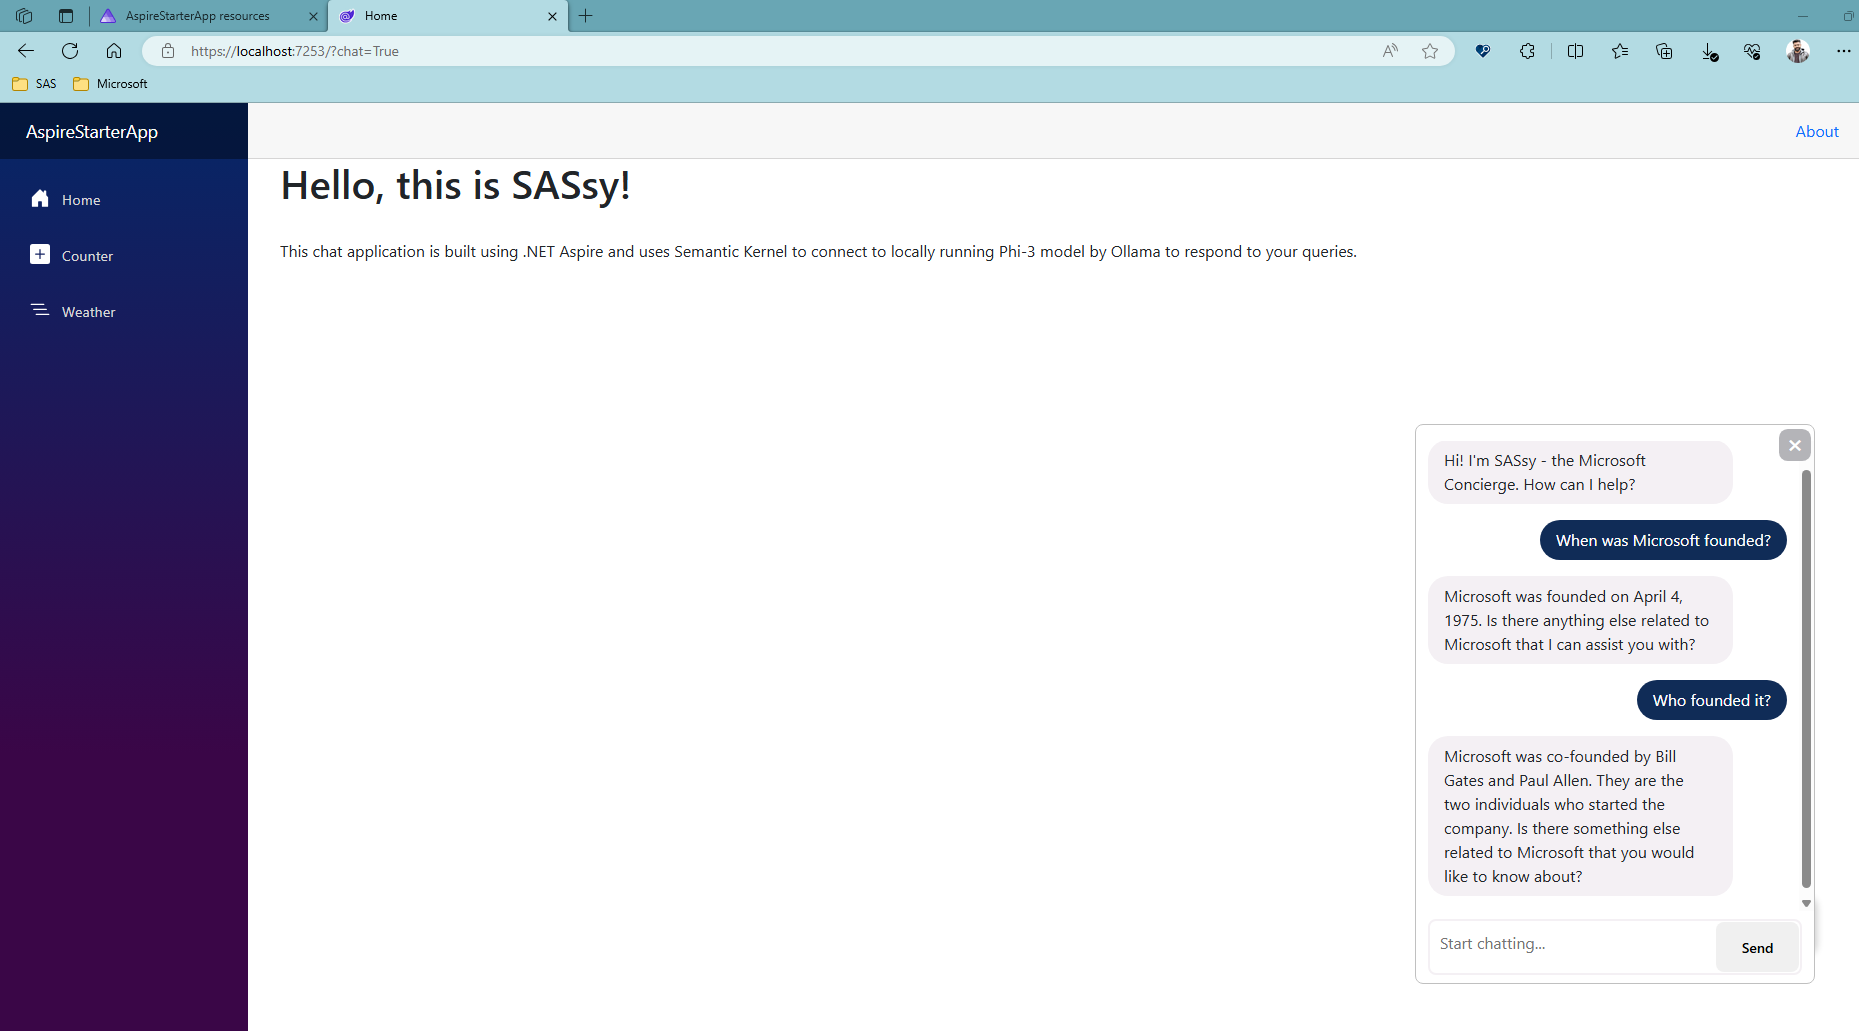 AspireStarterApp resources
Home
https://localhost:7253/?chat=True
SAS
Microsoft
AspireStarterApp
About
Home
Counter
Weather
Hello, this is SASsy!
This chat application is built using .NET Aspire and uses Semantic Kernel to connect to locally running Phi-3 model by Ollama to respond to your queries.
Hi! I'm SASsy - the Microsoft
Concierge. How can I help?
When was Microsoft founded?
Microsoft was founded on April 4,
1975. Is there anything else related to
Microsoft that I can assist you with?
Who founded it?
Microsoft was co-founded by Bill
Gates and Paul Allen. They are the
two individuals who started the
company. Is there something else
related to Microsoft that you would
like to know about?
Start chatting...
Send